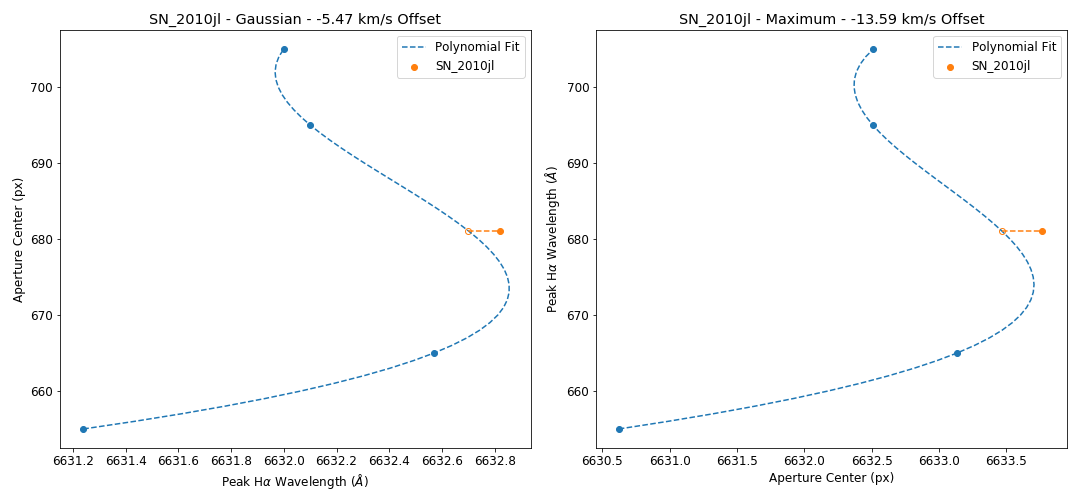 SN_2010jl - Gaussian - -5.47 km/s Offset
Polynomial Fit
SN_2010jl
Aperture Center (px)
700
690
680
670
660
6631.2 6631.4 6631.6 6631.8 6632.0 6632.4 6632.4 6632.6 6632.8
Peak Hα Wavelength (Å)
SN_2010jl - Maximum - -13.59 km/s Offset
Polynomial Fit
SN_2010jl
Peak Hα Wavelength (Å)
700
690
680
670
660
6630.5 6631.0 6631.5 6632.0 6632.5 6633.0 6633.5
Aperture Center (px)